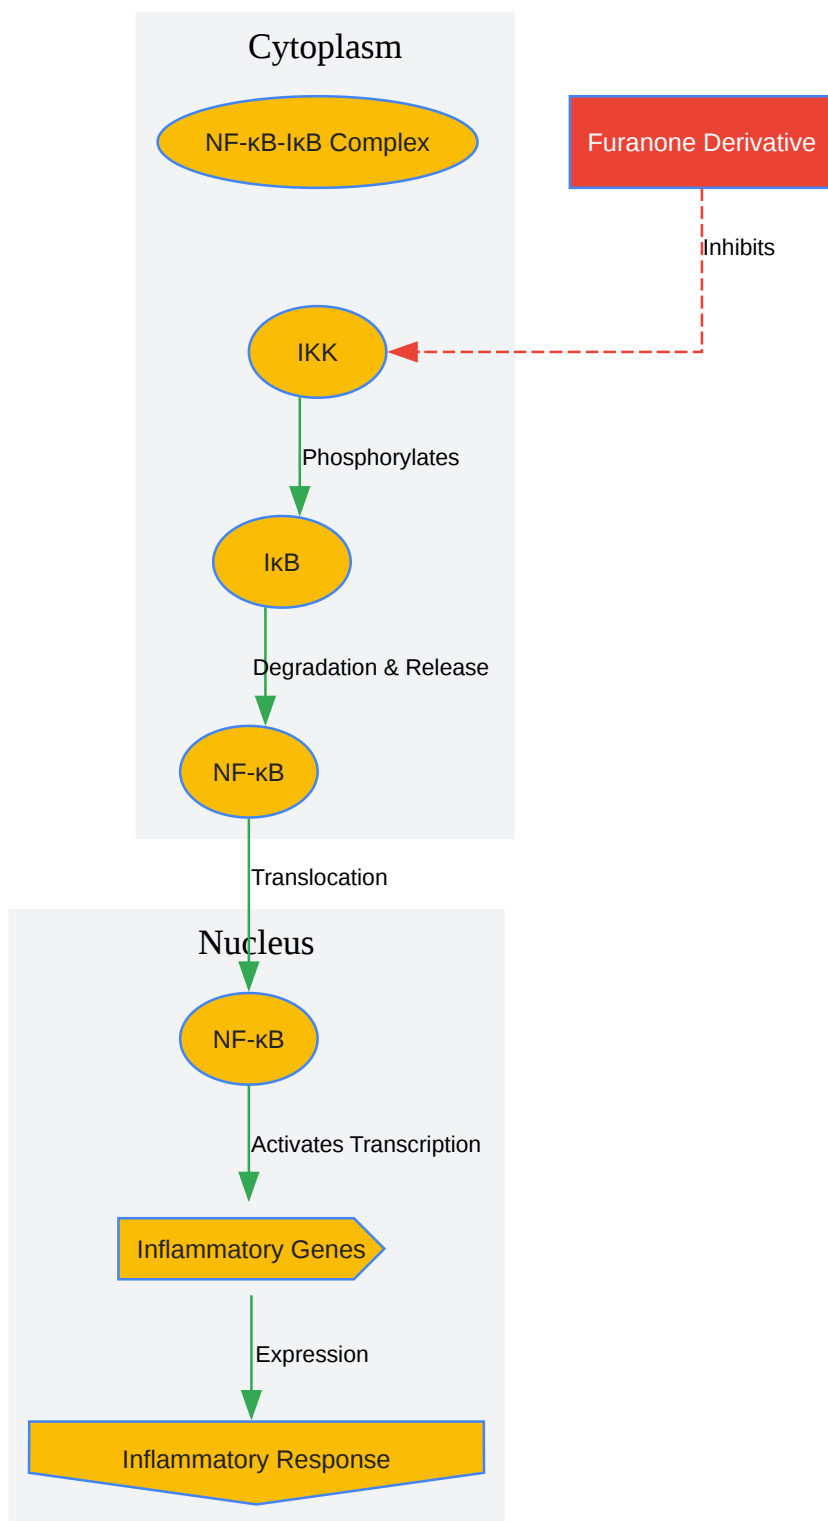 Cytoplasm
NF-κB-IκB Complex
Furanone Derivative
Inhibits
IKK
Phosphorylates
IκB
Degradation & Release
NF-κB
Translocation
Nucleus
NF-κB
Activates Transcription
Inflammatory Genes
Expression
Inflammatory Response